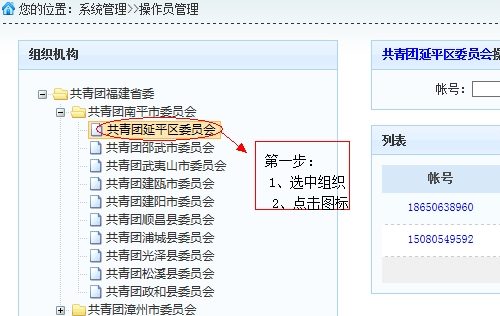 您的位置：系统管理>>操作员管理
组织机构
共青团福建省委
共青团南平市委员会
共青团延平区委员会
共青团邵武市委员会
共青团武夷山市委员会
共青团建瓯市委员会
共青团建阳市委员会
共青团顺昌县委员会
共青团浦城县委员会
共青团光泽县委员会
共青团松溪县委员会
共青团政和县委员会
共青团漳州市委员会
第一步：
1、选中组织
2、点击图标
共青团延平区委员会操
帐号：
列表
帐号
18650638960
15080549592